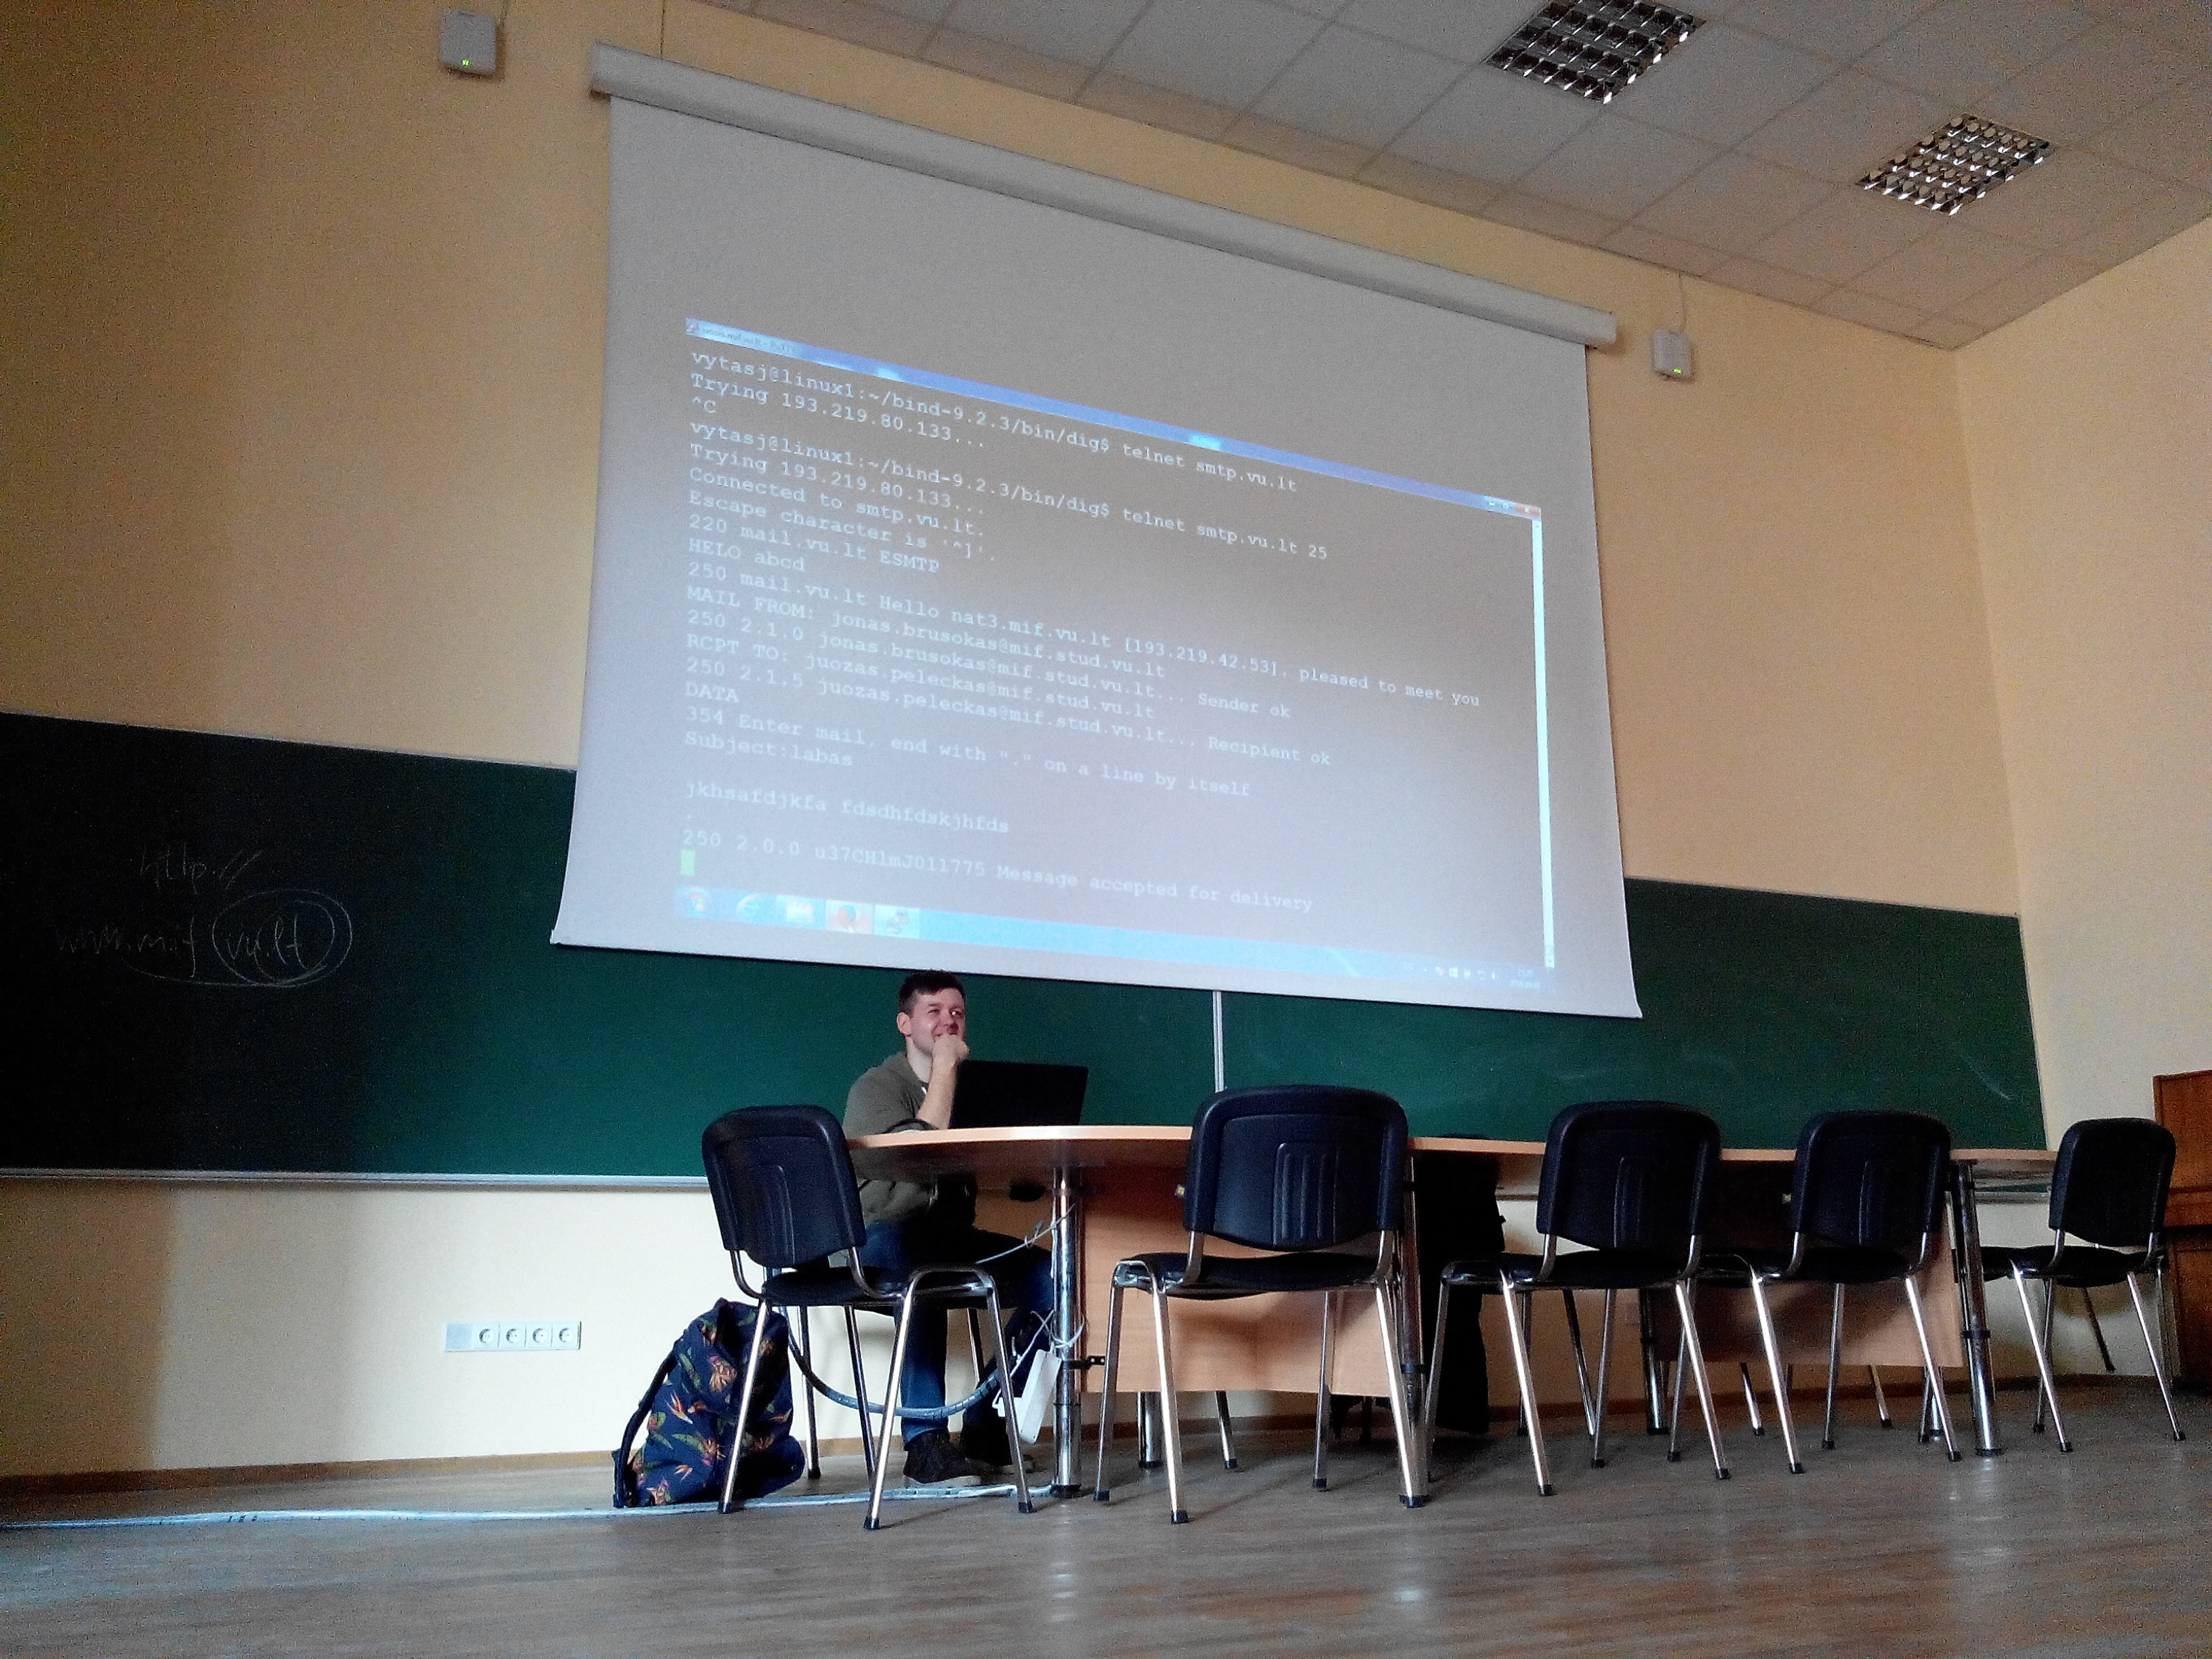 vytasj@linux1:~/bind-9.2.3/bin/dig$ telnet smtp.vu.lt
Trying 193.219.80.133...
^C
vytasj@linux1:~/bind-9.2.3/bin/dig$ telnet smtp.vu.lt 25
Trying 193.219.80.133...
Connected to smtp.vu.lt.
Escape character is '^]'.
220 mail.vu.lt ESMTP
HELO abcd
250 mail.vu.lt Hello nat3.mif.vu.lt [193.219.42.53], pleased to meet you
MAIL FROM: jonas.brusokas@mif.stud.vu.lt
250 2.1.0 jonas.brusokas@mif.stud.vu.lt... Sender ok
RCPT TO: juozas.peleckas@mif.stud.vu.lt
250 2.1.5 juozas.peleckas@mif.stud.vu.lt... Recipient ok
DATA
354 Enter mail, end with "." on a line by itself
Subject:labas
jkhsafdjkfa fdsdhfdskjhfds
.
250 2.0.0 u37CHlmJ011775 Message accepted for delivery
http://
www.mif vu.lt